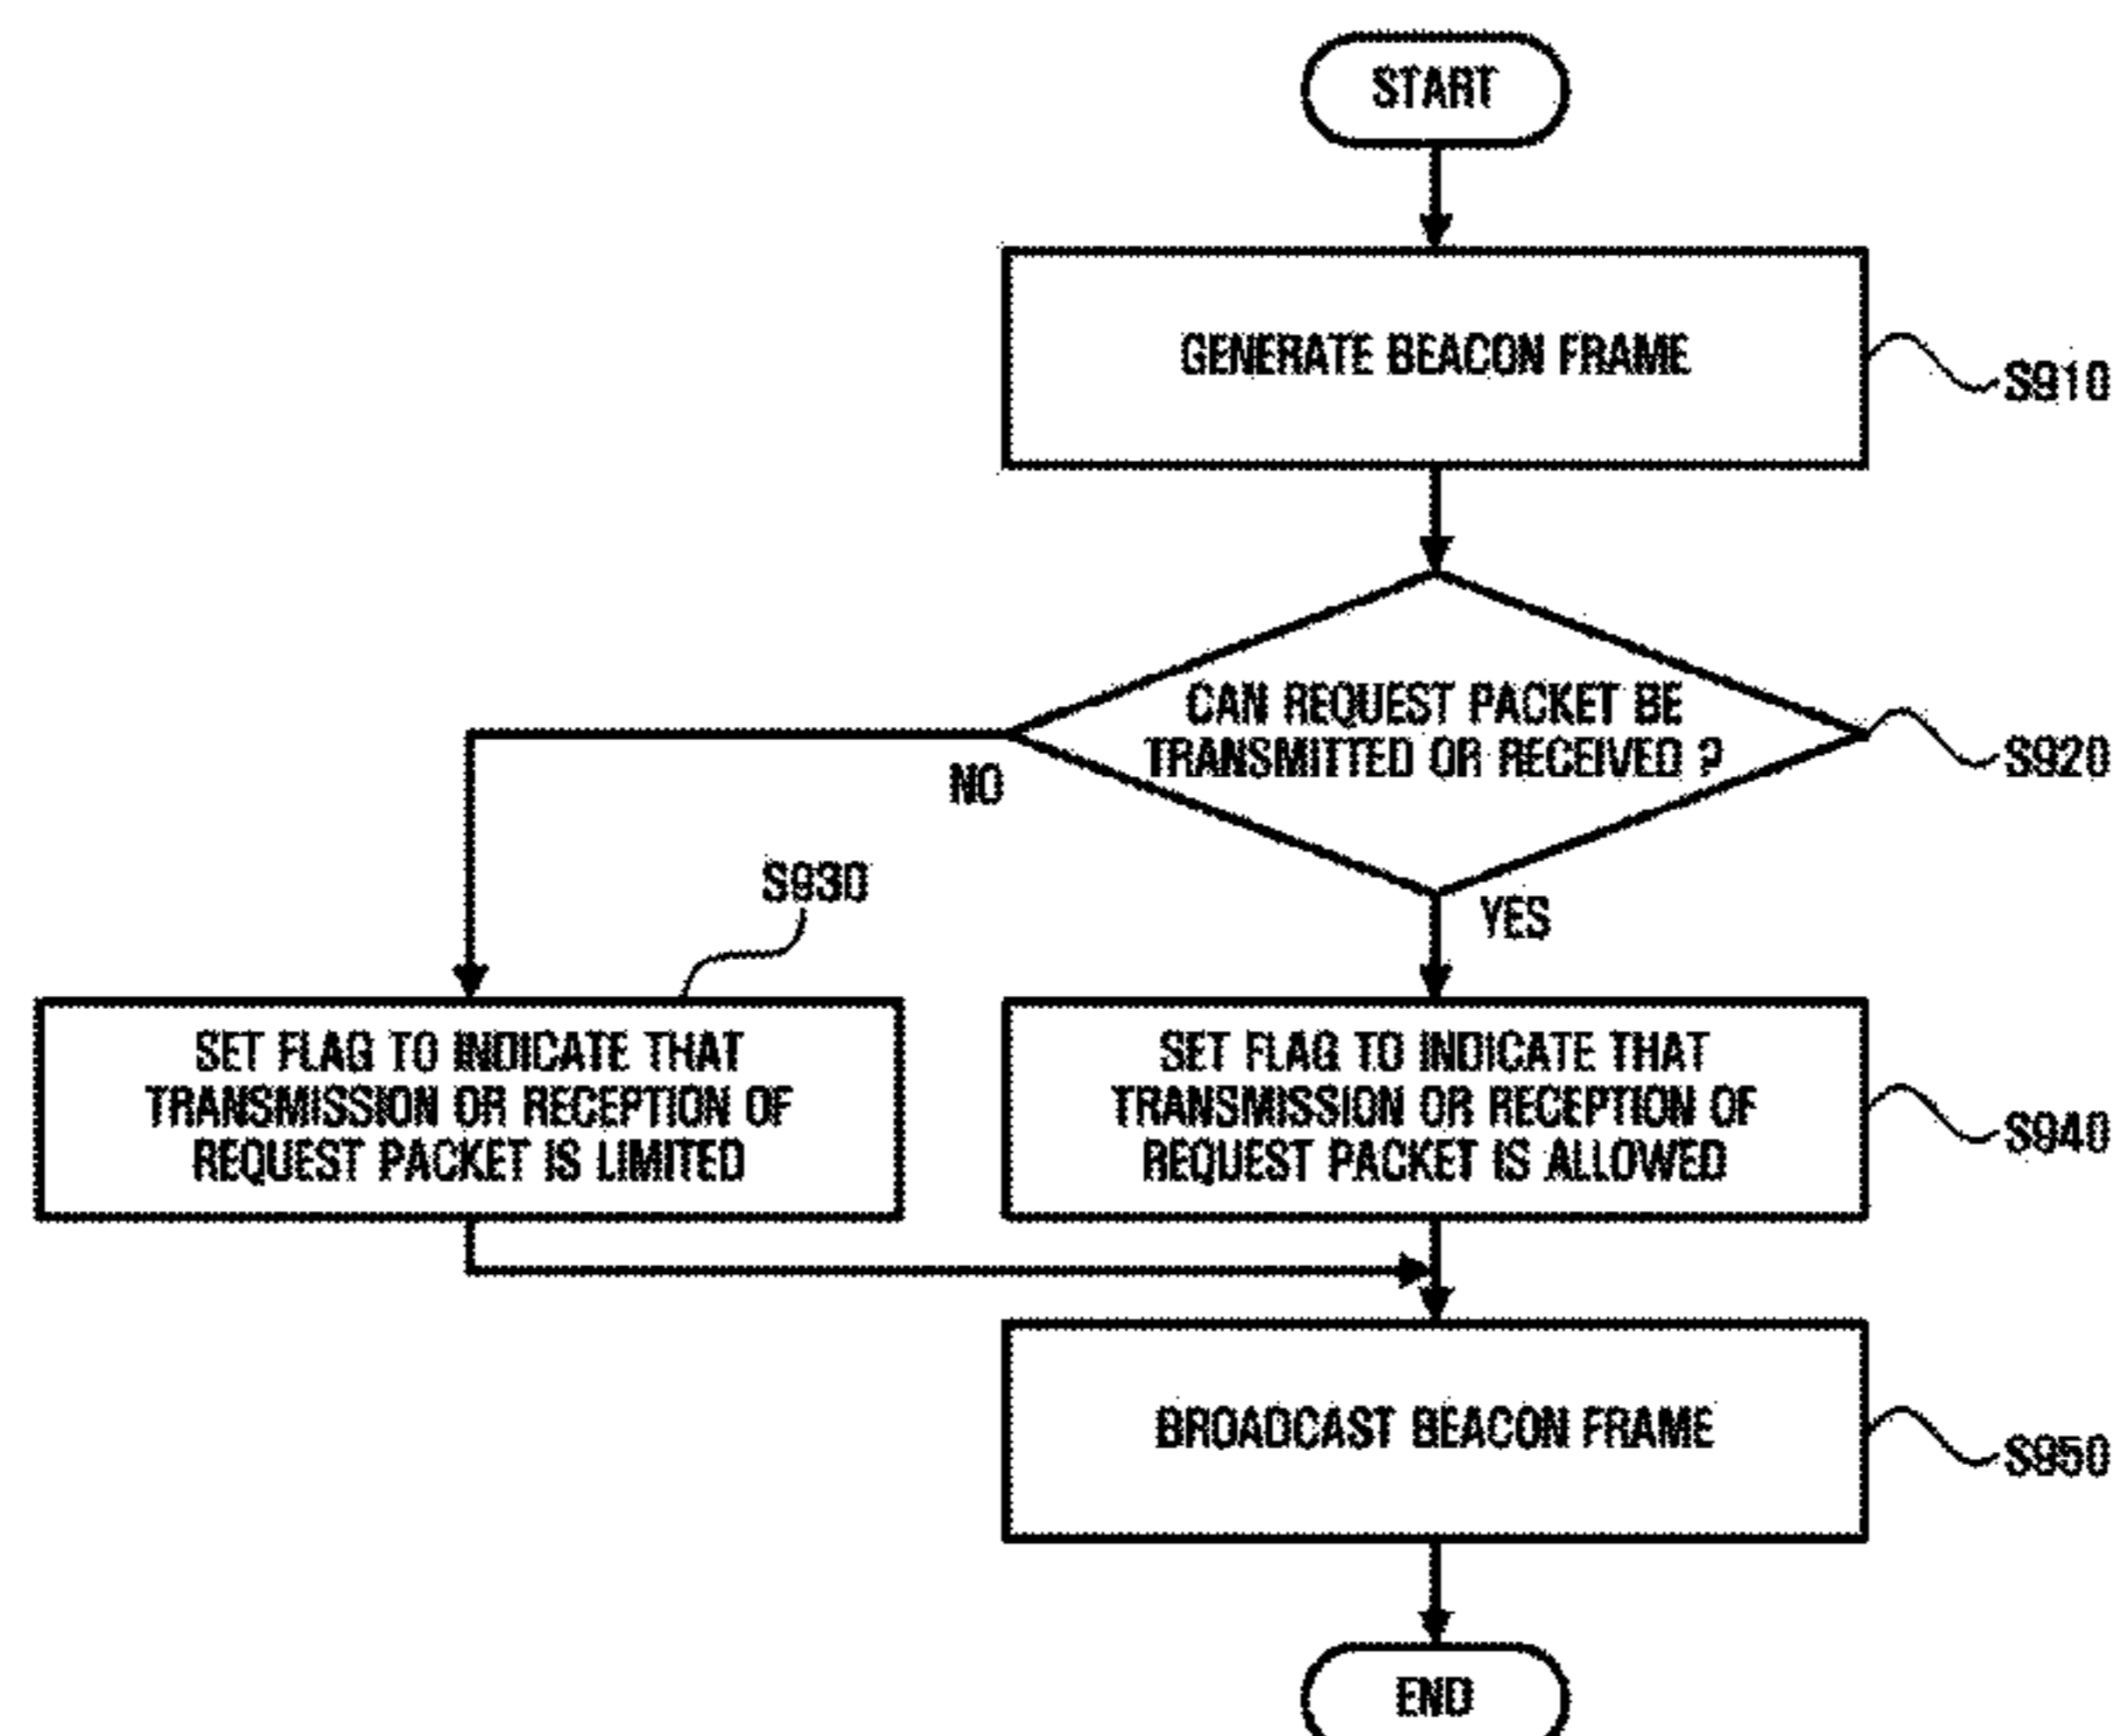 START
GENERATE BEACON FRAME
S910
CAN REQUEST PACKET BE
TRANSMITTED OR RECEIVED ?
S920
NO
YES
S930
SET FLAG TO INDICATE THAT
TRANSMISSION OR RECEPTION OF
REQUEST PACKET IS LIMITED
SET FLAG TO INDICATE THAT
TRANSMISSION OR RECEPTION OF
REQUEST PACKET IS ALLOWED
S940
BROADCAST BEACON FRAME
S950
END